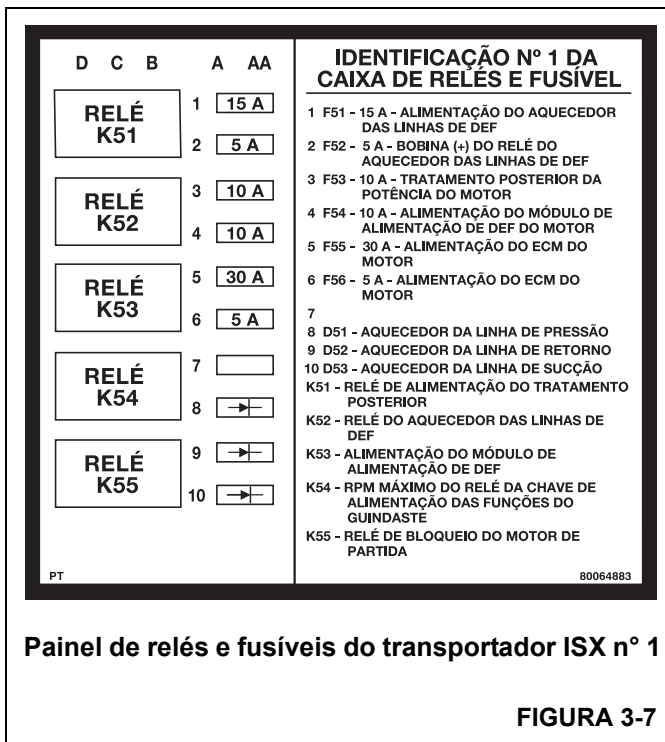 D C B A AA
RELÉ
K51
1 15 A
2 5 A
RELÉ
K52
3 10 A
4 10 A
RELÉ
K53
5 30 A
6 5 A
RELÉ
K54
7
8
RELÉ
K55
9
10
PT
IDENTIFICAÇÃO Nº 1 DA
CAIXA DE RELÉS E FUSÍVEL
1 F51 - 15 A - ALIMENTAÇÃO DO AQUECEDOR
DAS LINHAS DE DEF
2 F52 - 5 A - BOBINA (+) DO RELÉ DO
AQUECEDOR DAS LINHAS DE DEF
3 F53 - 10 A - TRATAMENTO POSTERIOR DA
POTÊNCIA DO MOTOR
4 F54 - 10 A - ALIMENTAÇÃO DO MÓDULO DE
ALIMENTAÇÃO DE DEF DO MOTOR
5 F55 - 30 A - ALIMENTAÇÃO DO ECM DO
MOTOR
6 F56 - 5 A - ALIMENTAÇÃO DO ECM DO
MOTOR
7
8 D51 - AQUECEDOR DA LINHA DE PRESSÃO
9 D52 - AQUECEDOR DA LINHA DE RETORNO
10 D53 - AQUECEDOR DA LINHA DE SUCÇÃO
K51 - RELÉ DE ALIMENTAÇÃO DO TRATAMENTO
POSTERIOR
K52 - RELÉ DO AQUECEDOR DAS LINHAS DE
DEF
K53 - ALIMENTAÇÃO DO MÓDULO DE
ALIMENTAÇÃO DE DEF
K54 - RPM MÁXIMO DO RELÉ DA CHAVE DE
ALIMENTAÇÃO DAS FUNÇÕES DO
GUINDASTE
K55 - RELÉ DE BLOQUEIO DO MOTOR DE
PARTIDA
80064883
Painel de relés e fusíveis do transportador ISX n° 1
FIGURA 3-7